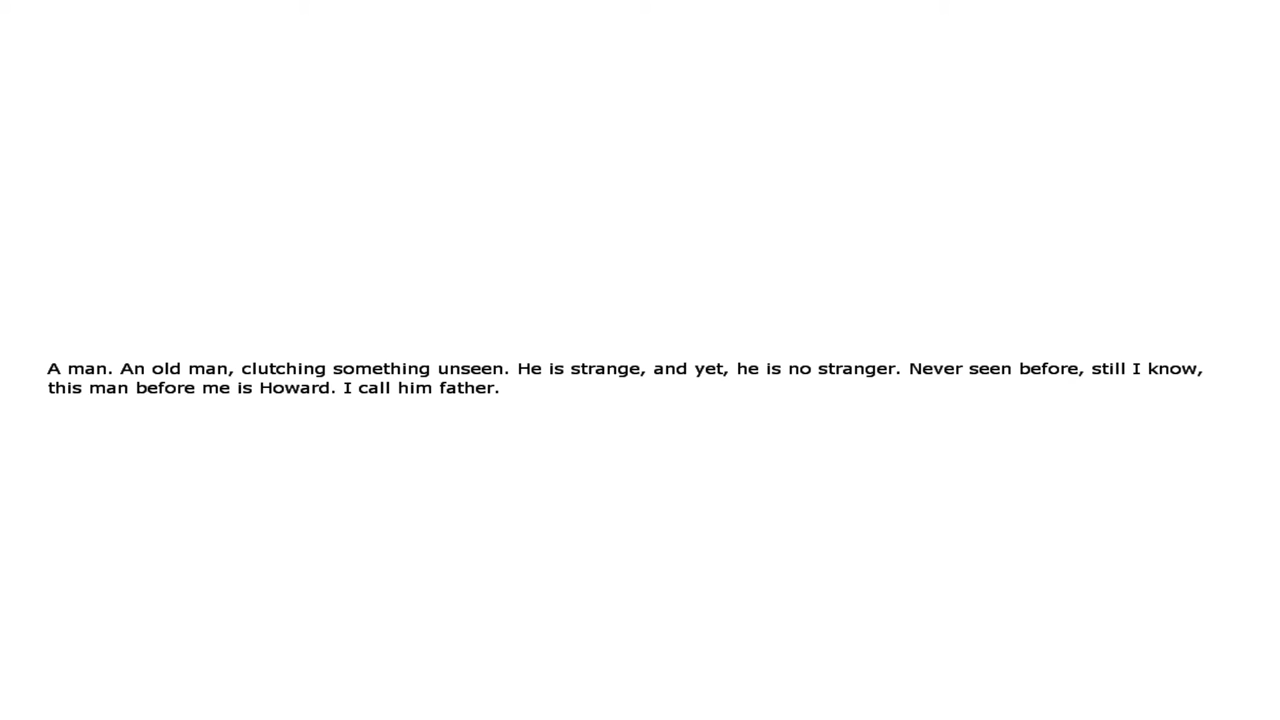 A man. An old man, clutching something unseen. He is strange, and yet, he is no stranger. Never seen before, still I know,
this man before me is Howard. I call him father.